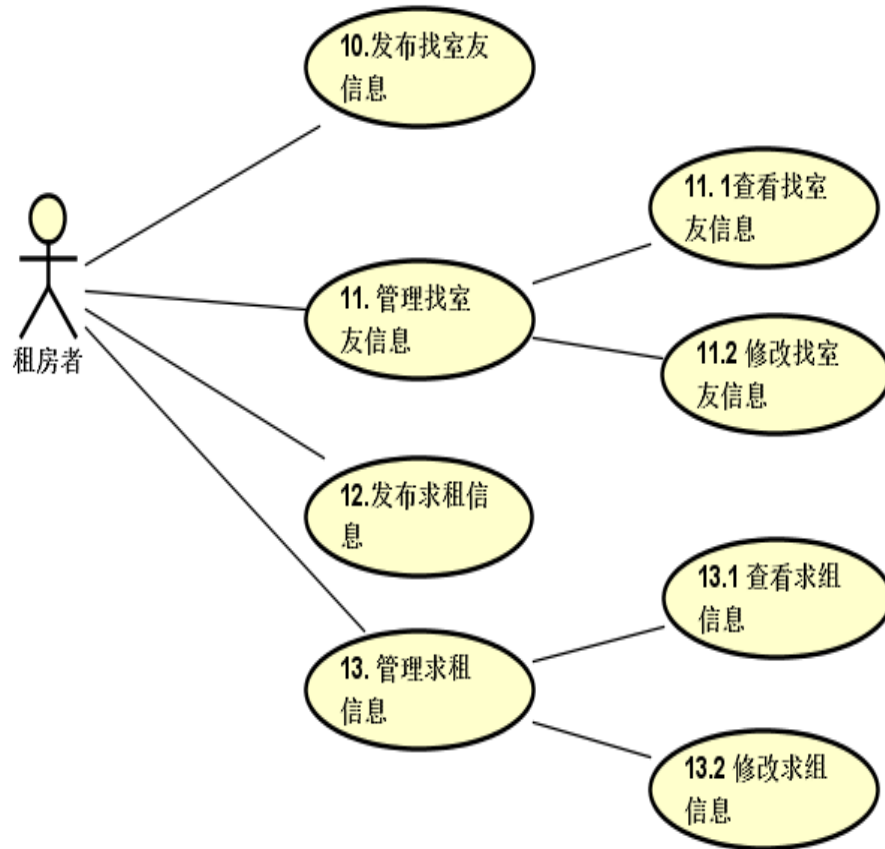 10.发布找室友
信息
11. 1查看找室
友信息
租房者
11. 管理找室
友信息
11.2 修改找室
友信息
12.发布求租信
息
13.1 查看求组
信息
13. 管理求租
信息
13.2 修改求组
信息